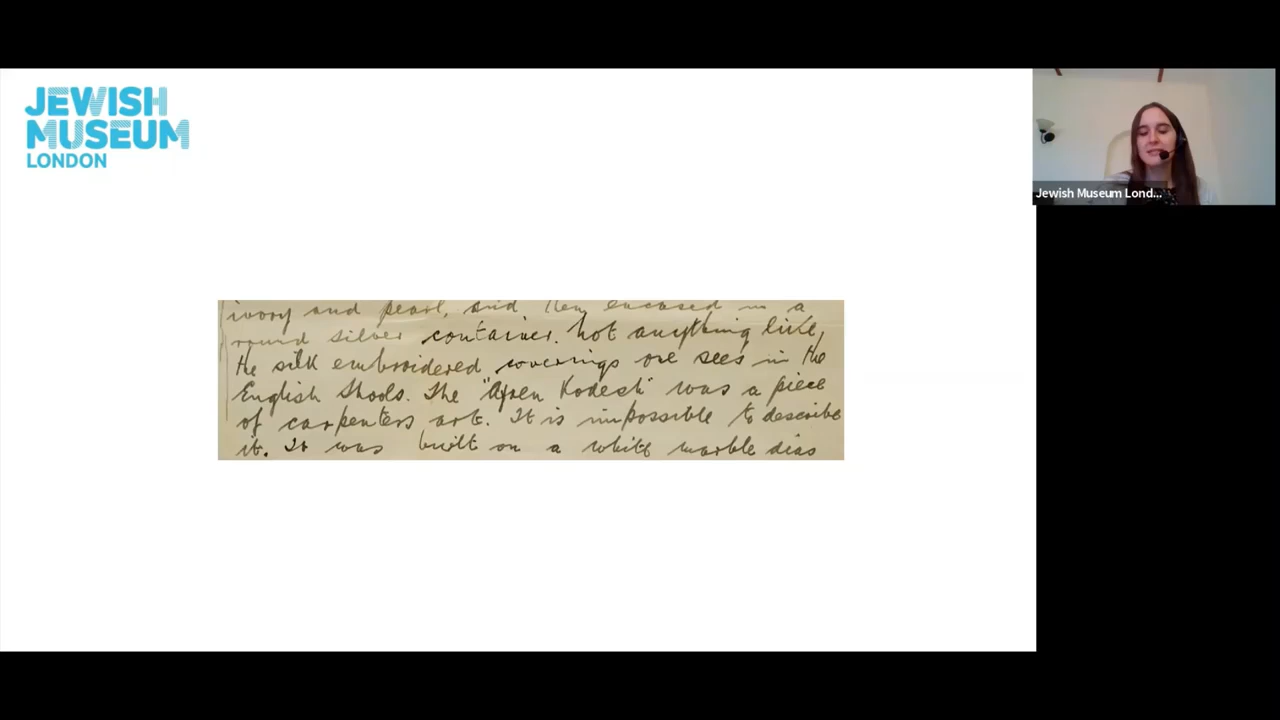 JEWISH
MUSEUM
LONDON
Jewish Museum Lond...
ivory and pearl, and then encased in a
round silver container. not anything like,
the silk embroidered coverings one sees in the
English Shools. The "Aren Kodesh" was a piece
of carpenters art. It is impossible to describe
it. It was built on a white marble dias